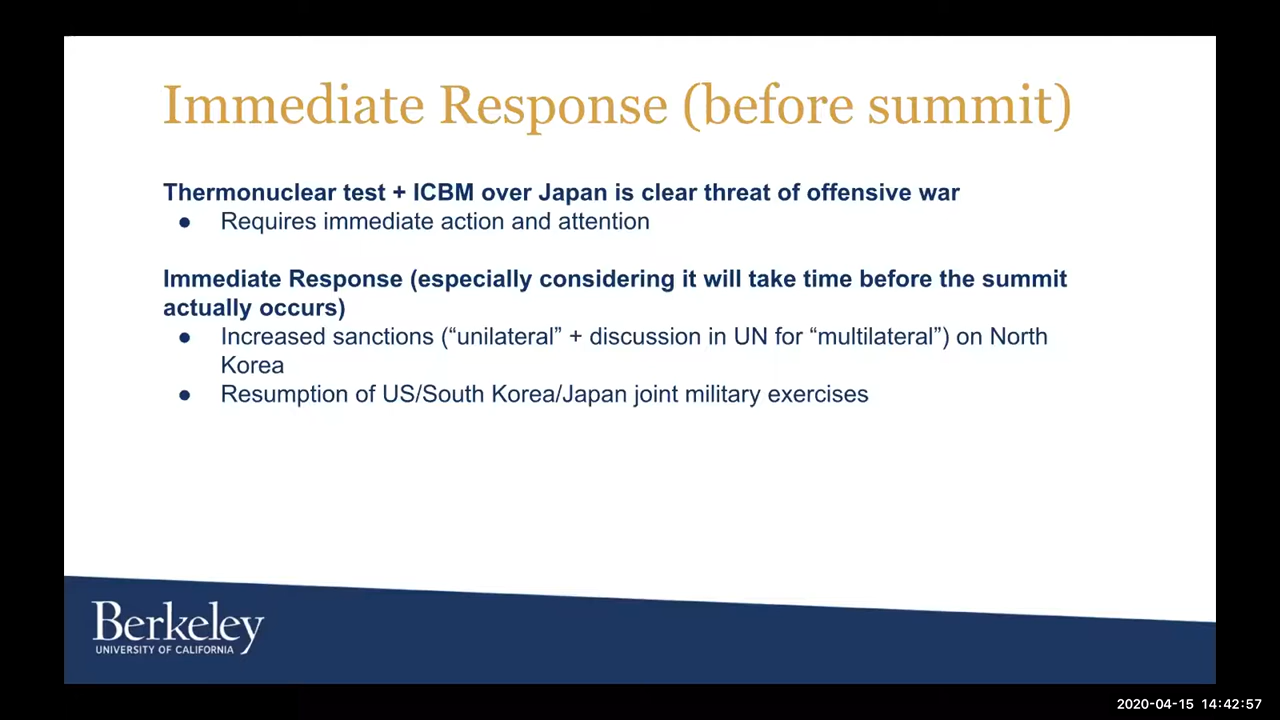 Immediate Response (before summit)
Thermonuclear test + ICBM over Japan is clear threat of offensive war
● Requires immediate action and attention
Immediate Response (especially considering it will take time before the summit
actually occurs)
● Increased sanctions (“unilateral” + discussion in UN for “multilateral”) on North
Korea
● Resumption of US/South Korea/Japan joint military exercises
Berkeley
UNIVERSITY OF CALIFORNIA
2020-04-15 14:42:57